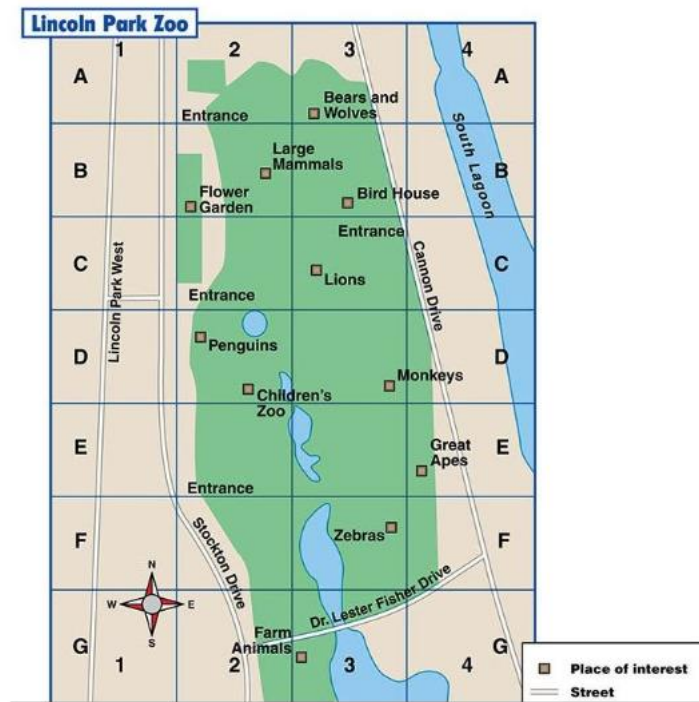 Lincoln Park Zoo
1 2 3 4
A A
Bears and
Wolves
Entrance
Large
Mammals
South Lagoon
B B
Flower
Garden
Bird House
Entrance
C C
Lincoln Park West
Cannon Drive
Lions
Entrance
Penguins
D D
Monkeys
Children's
Zoo
E E
Great
Apes
Entrance
Stockton Drive
Zebras
F F
N
W E
S
Dr. Lester Fisher Drive
Farm
Animals
G G
1 2 3 4
Place of interest
Street